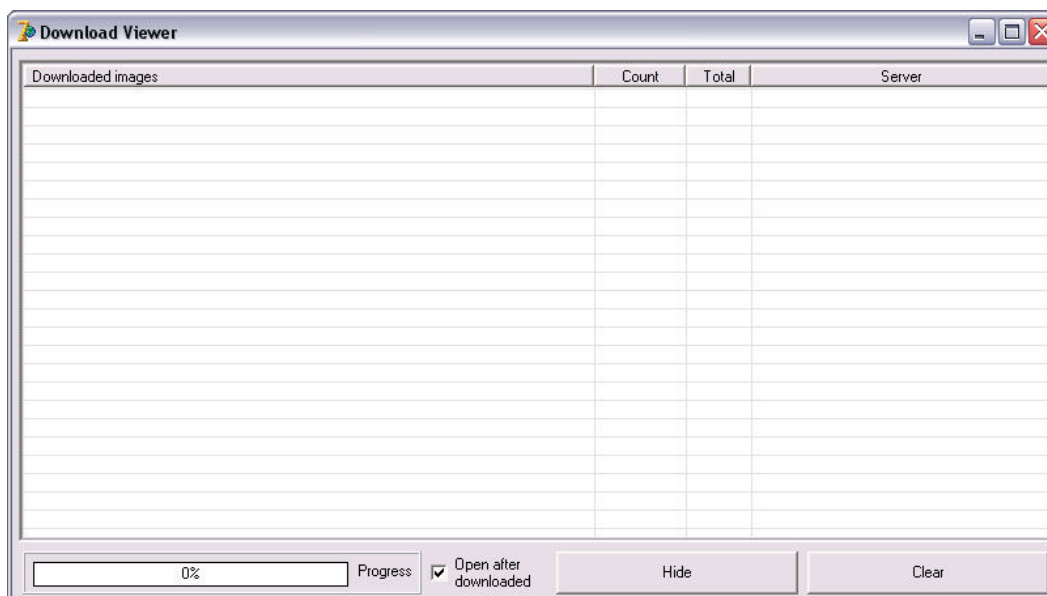 Download Viewer
Downloaded images Count Total Server
0% Progress Open after downloaded Hide Clear